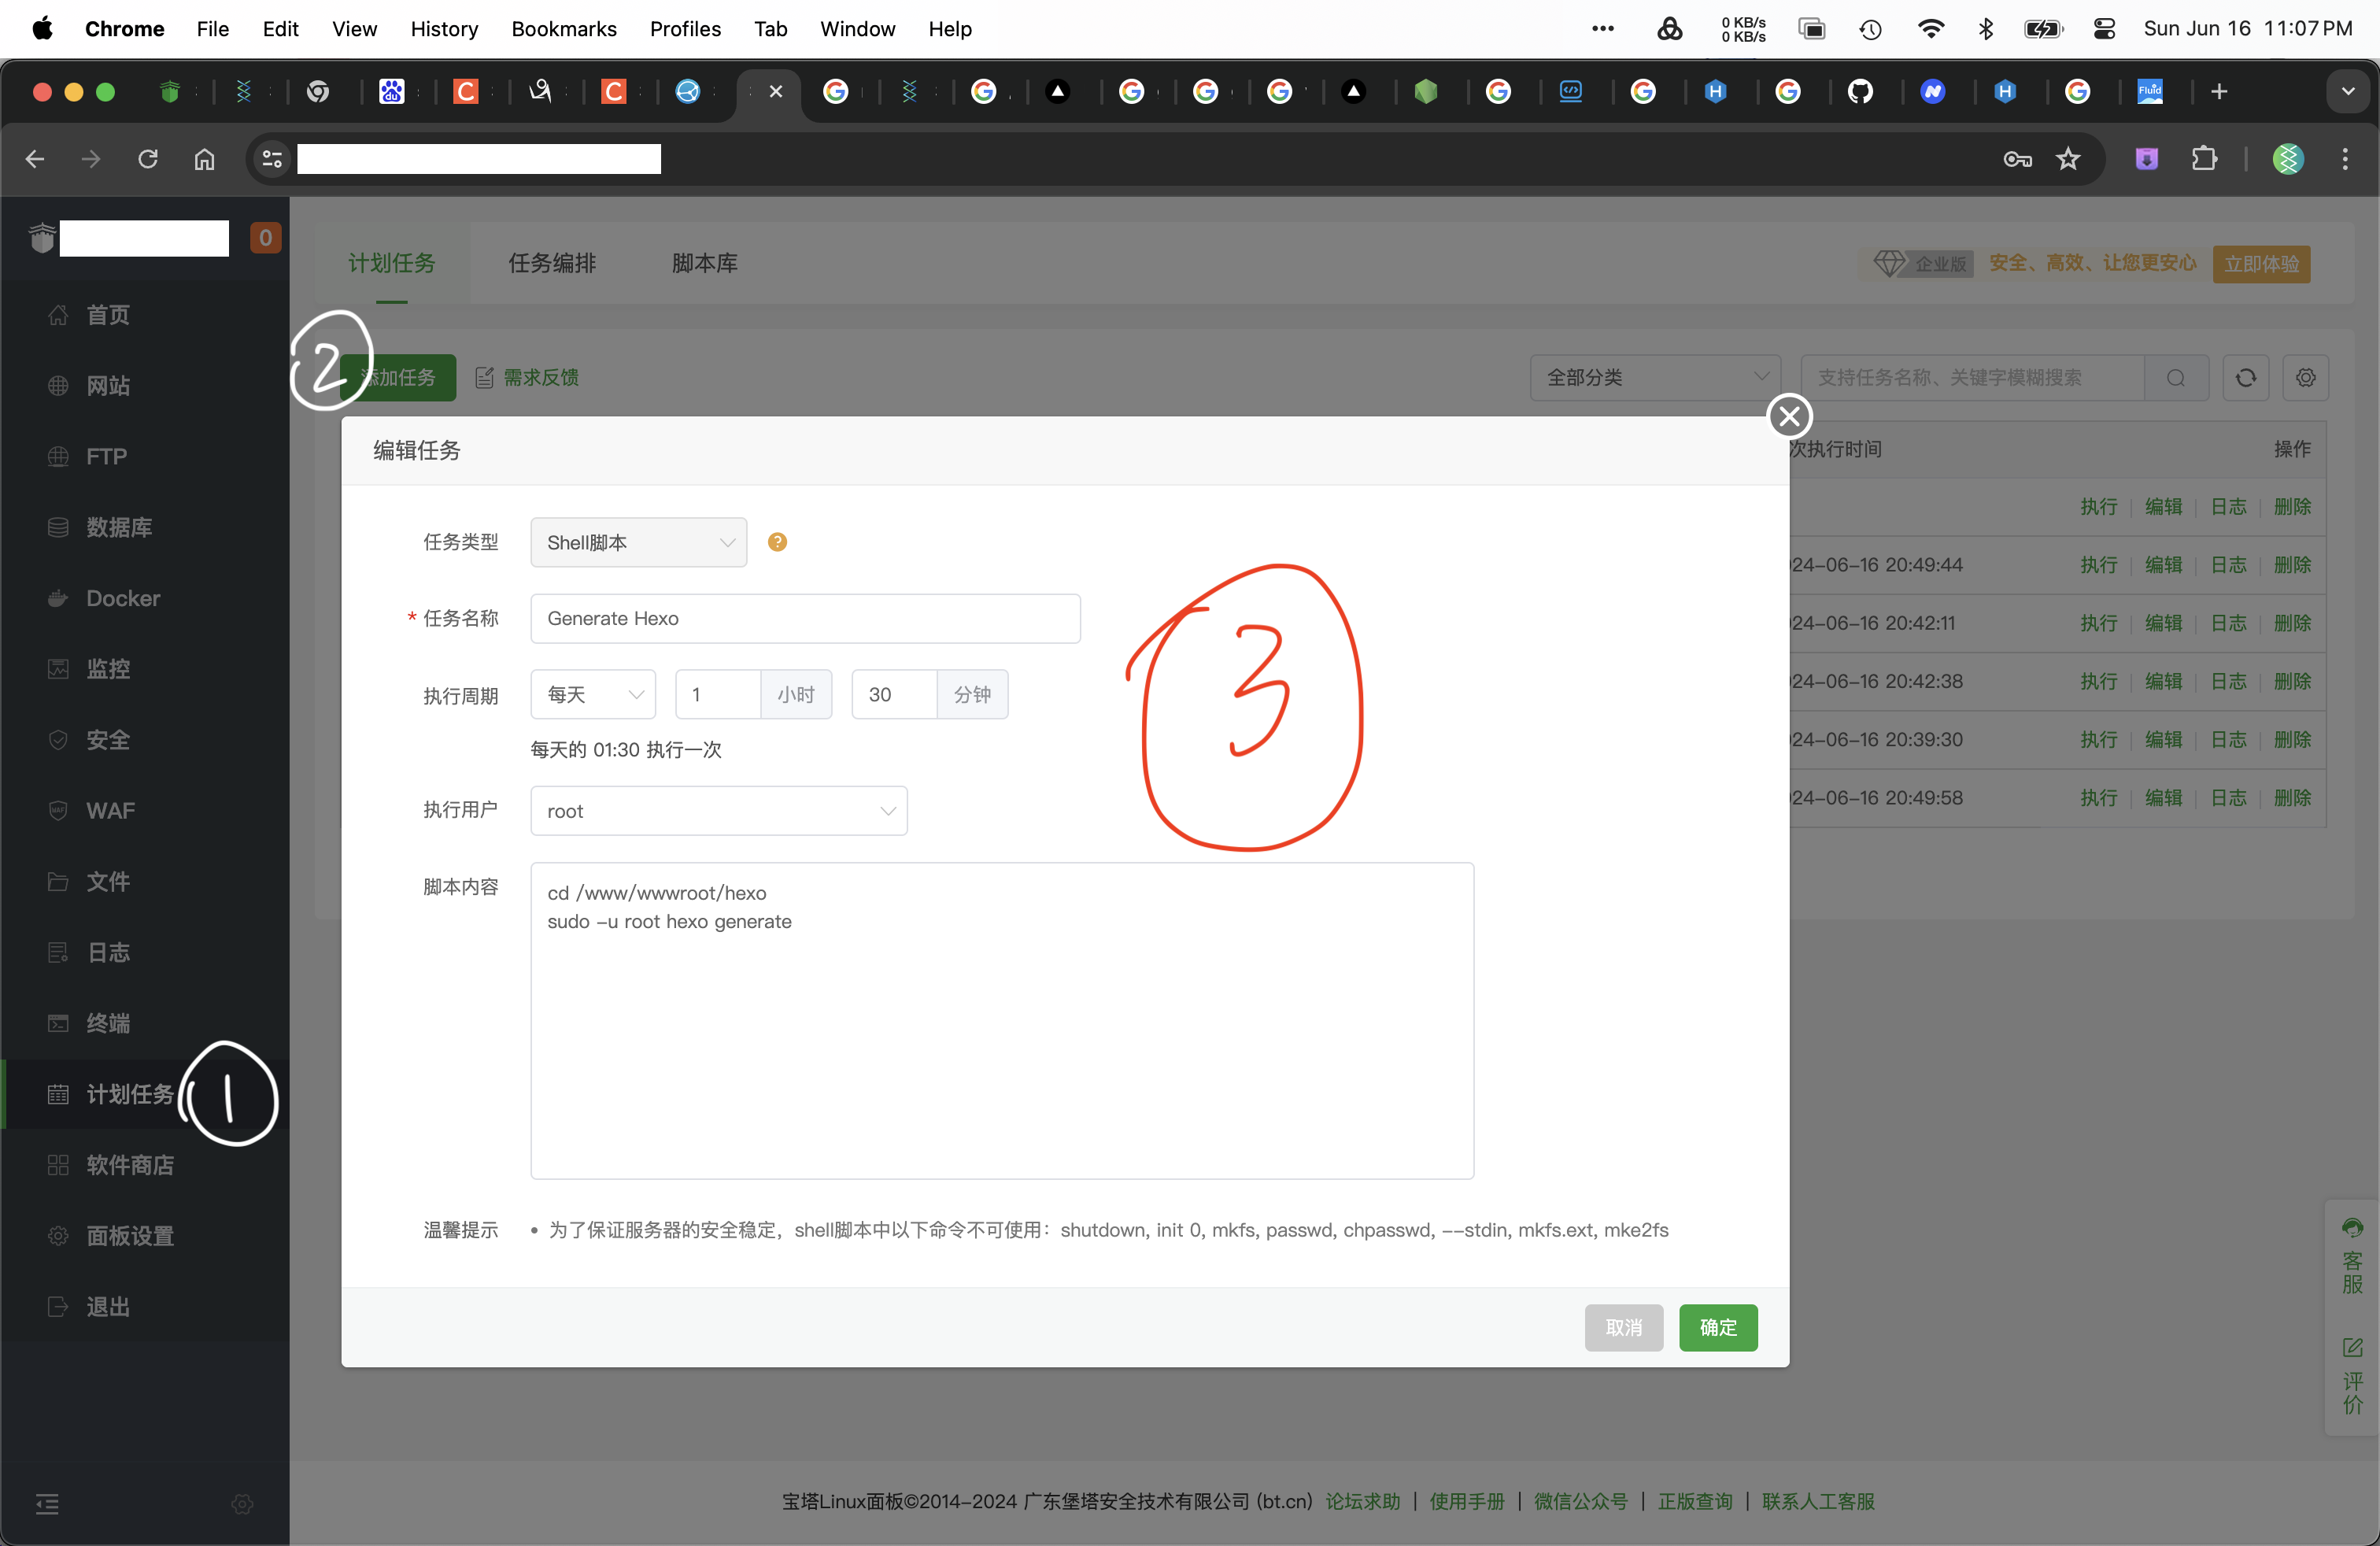 Chrome File Edit View History Bookmarks Profiles Tab Window Help
0 KB/s
0 KB/s
Sun Jun 16 11:07 PM
0
首页
网站
FTP
数据库
Docker
监控
安全
WAF
文件
日志
终端
计划任务
1
软件商店
面板设置
退出
计划任务 任务编排 脚本库
企业版 安全、高效、让您更安心 立即体验
2
添加任务 需求反馈
全部分类 支持任务名称、关键字模糊搜索
次执行时间 操作
执行 编辑 日志 删除
24-06-16 20:49:44 执行 编辑 日志 删除
24-06-16 20:42:11 执行 编辑 日志 删除
24-06-16 20:42:38 执行 编辑 日志 删除
24-06-16 20:39:30 执行 编辑 日志 删除
24-06-16 20:49:58 执行 编辑 日志 删除
编辑任务
任务类型 Shell脚本 ?
* 任务名称 Generate Hexo
执行周期 每天 1 小时 30 分钟
每天的 01:30 执行一次
3
执行用户 root
脚本内容
cd /www/wwwroot/hexo
sudo -u root hexo generate
温馨提示 • 为了保证服务器的安全稳定，shell脚本中以下命令不可使用：shutdown, init 0, mkfs, passwd, chpasswd, --stdin, mkfs.ext, mke2fs
取消 确定
客服
评价
宝塔Linux面板©2014-2024 广东堡塔安全技术有限公司 (bt.cn) 论坛求助 | 使用手册 | 微信公众号 | 正版查询 | 联系人工客服